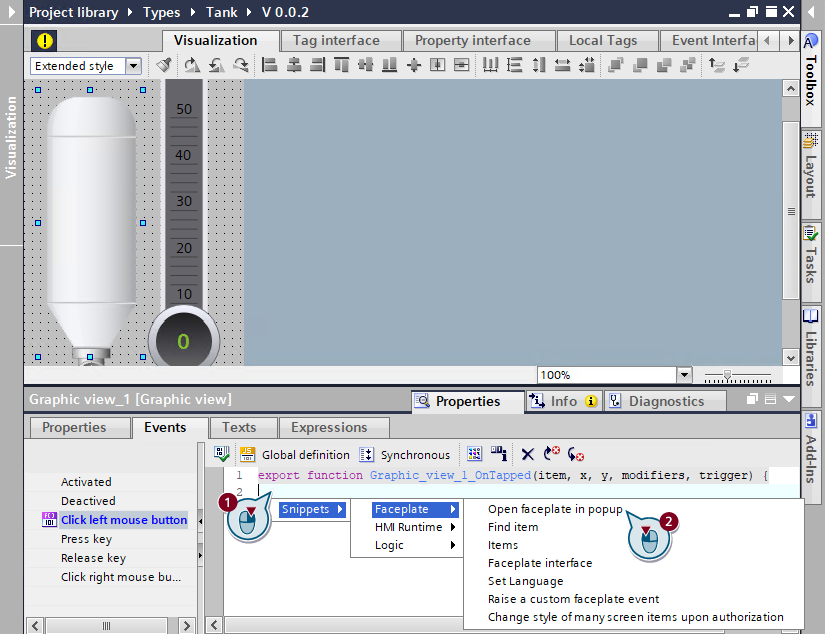 Project library ▸ Types ▸ Tank ▸ V 0.0.2
Visualization
Tag interface
Property interface
Local Tags
Event Interfa
Extended style
Visualization
50
40
30
20
10
0
100%
Toolbox
Layout
Tasks
Libraries
Add-Ins
Graphic view_1 [Graphic view]
Properties
Info
Diagnostics
Properties
Events
Texts
Expressions
Global definition
Synchronous
Activated
Deactived
Click left mouse button
Press key
Release key
Click right mouse bu...
1 export function Graphic_view_1_OnTapped(item, x, y, modifiers, trigger) {
2
1
Snippets
Faceplate
HMI Runtime
Logic
2
Open faceplate in popup
Find item
Items
Faceplate interface
Set Language
Raise a custom faceplate event
Change style of many screen items upon authorization